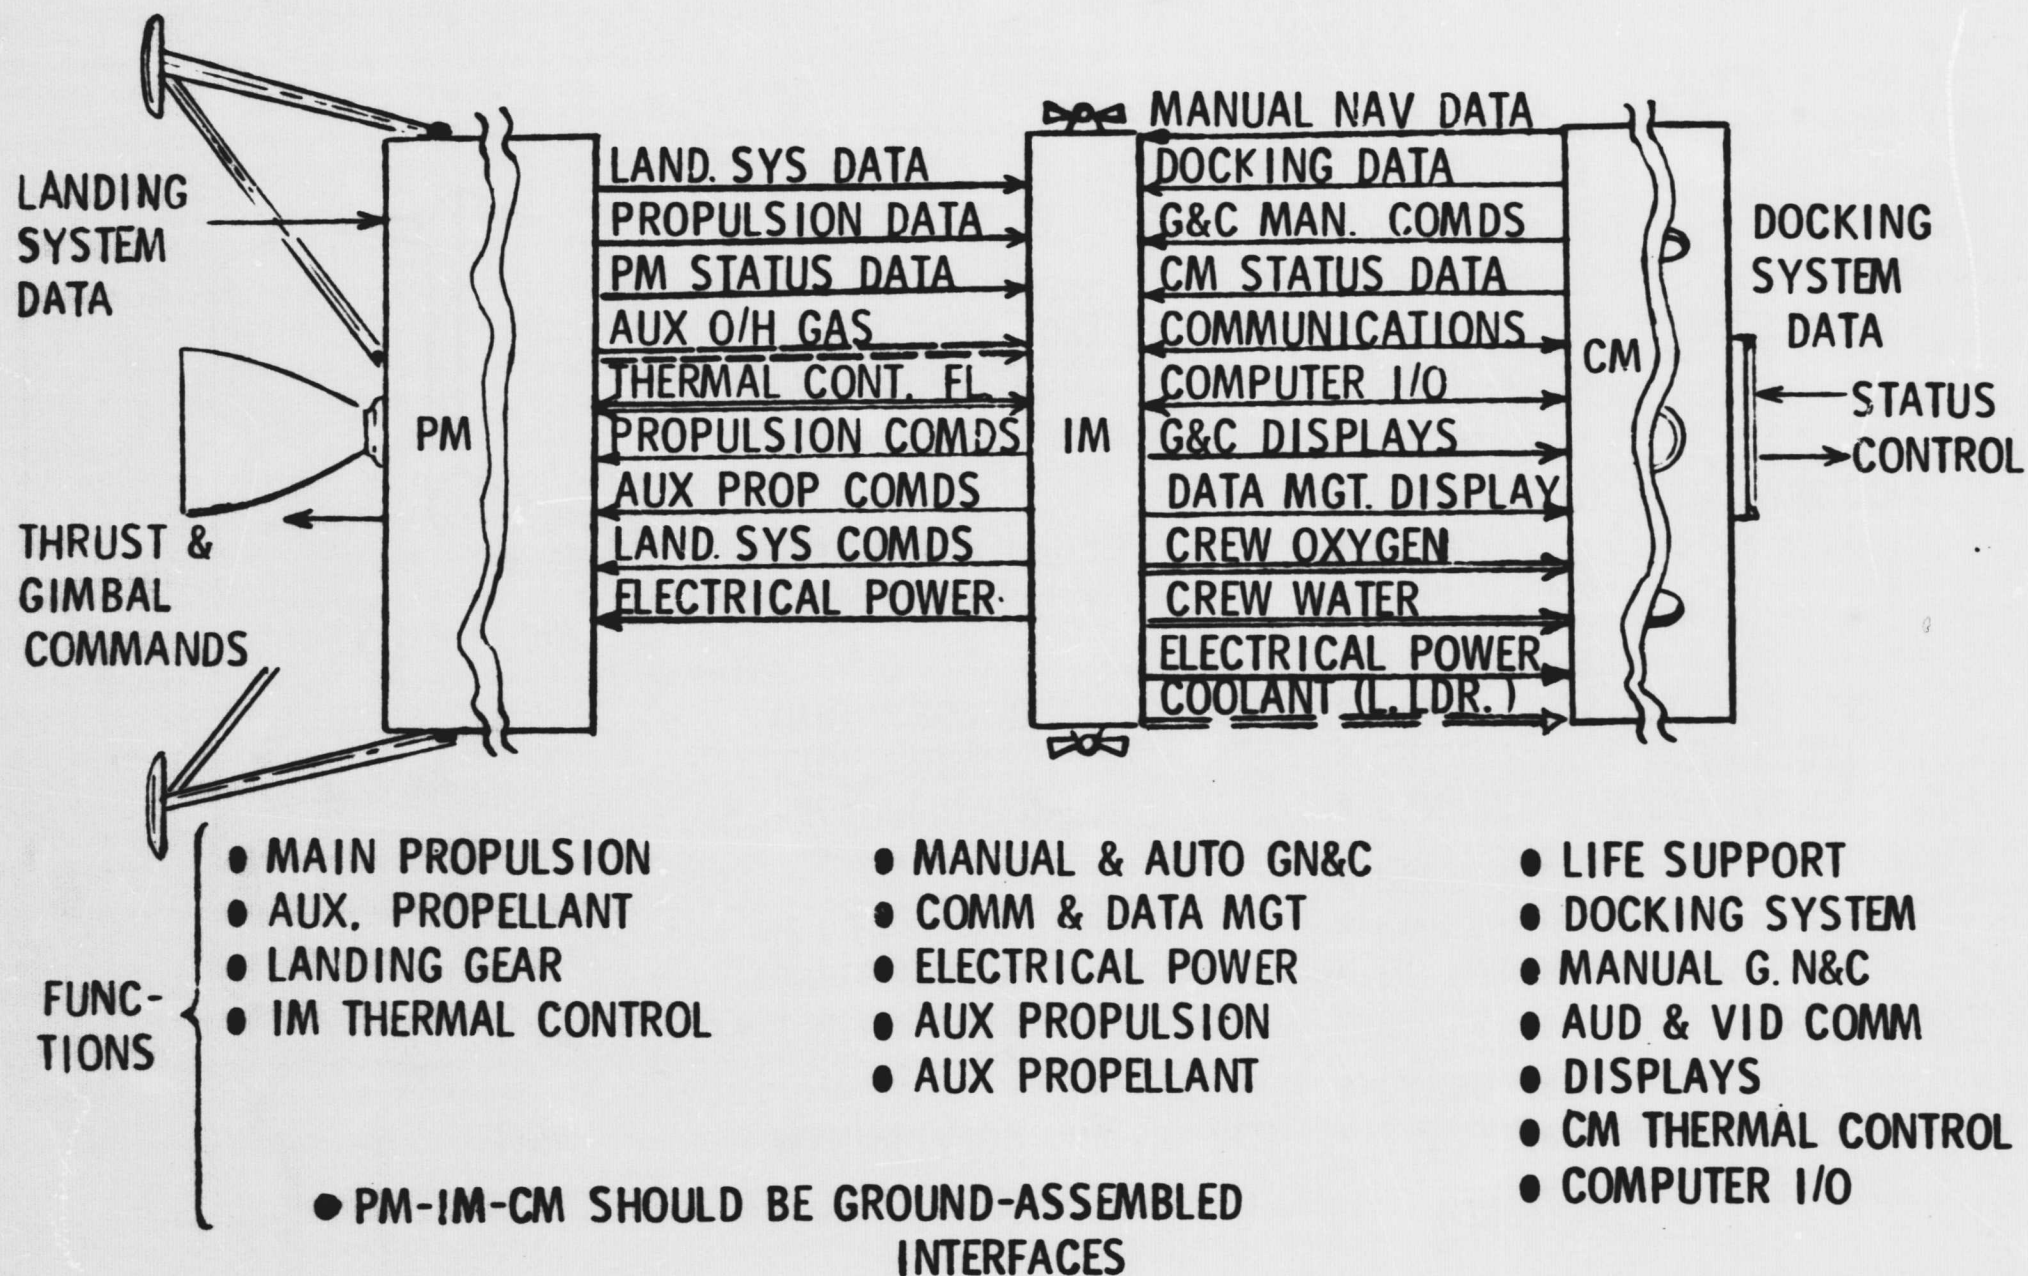 LANDING
SYSTEM
DATA
THRUST &
GIMBAL
COMMANDS
PM
LAND. SYS DATA
PROPULSION DATA
PM STATUS DATA
AUX O/H GAS
THERMAL CONT. FL.
PROPULSION COMDS
AUX PROP COMDS
LAND. SYS COMDS
ELECTRICAL POWER
IM
MANUAL NAV DATA
DOCKING DATA
G&C MAN. COMDS
CM STATUS DATA
COMMUNICATIONS
COMPUTER I/O
G&C DISPLAYS
DATA MGT. DISPLAY
CREW OXYGEN
CREW WATER
ELECTRICAL POWER
COOLANT (L. LDR.)
CM
DOCKING
SYSTEM
DATA
STATUS
CONTROL
FUNC-
TIONS
• MAIN PROPULSION
• AUX. PROPELLANT
• LANDING GEAR
• IM THERMAL CONTROL
• MANUAL & AUTO GN&C
• COMM & DATA MGT
• ELECTRICAL POWER
• AUX PROPULSION
• AUX PROPELLANT
• LIFE SUPPORT
• DOCKING SYSTEM
• MANUAL G. N&C
• AUD & VID COMM
• DISPLAYS
• CM THERMAL CONTROL
• COMPUTER I/O
• PM-IM-CM SHOULD BE GROUND-ASSEMBLED
INTERFACES